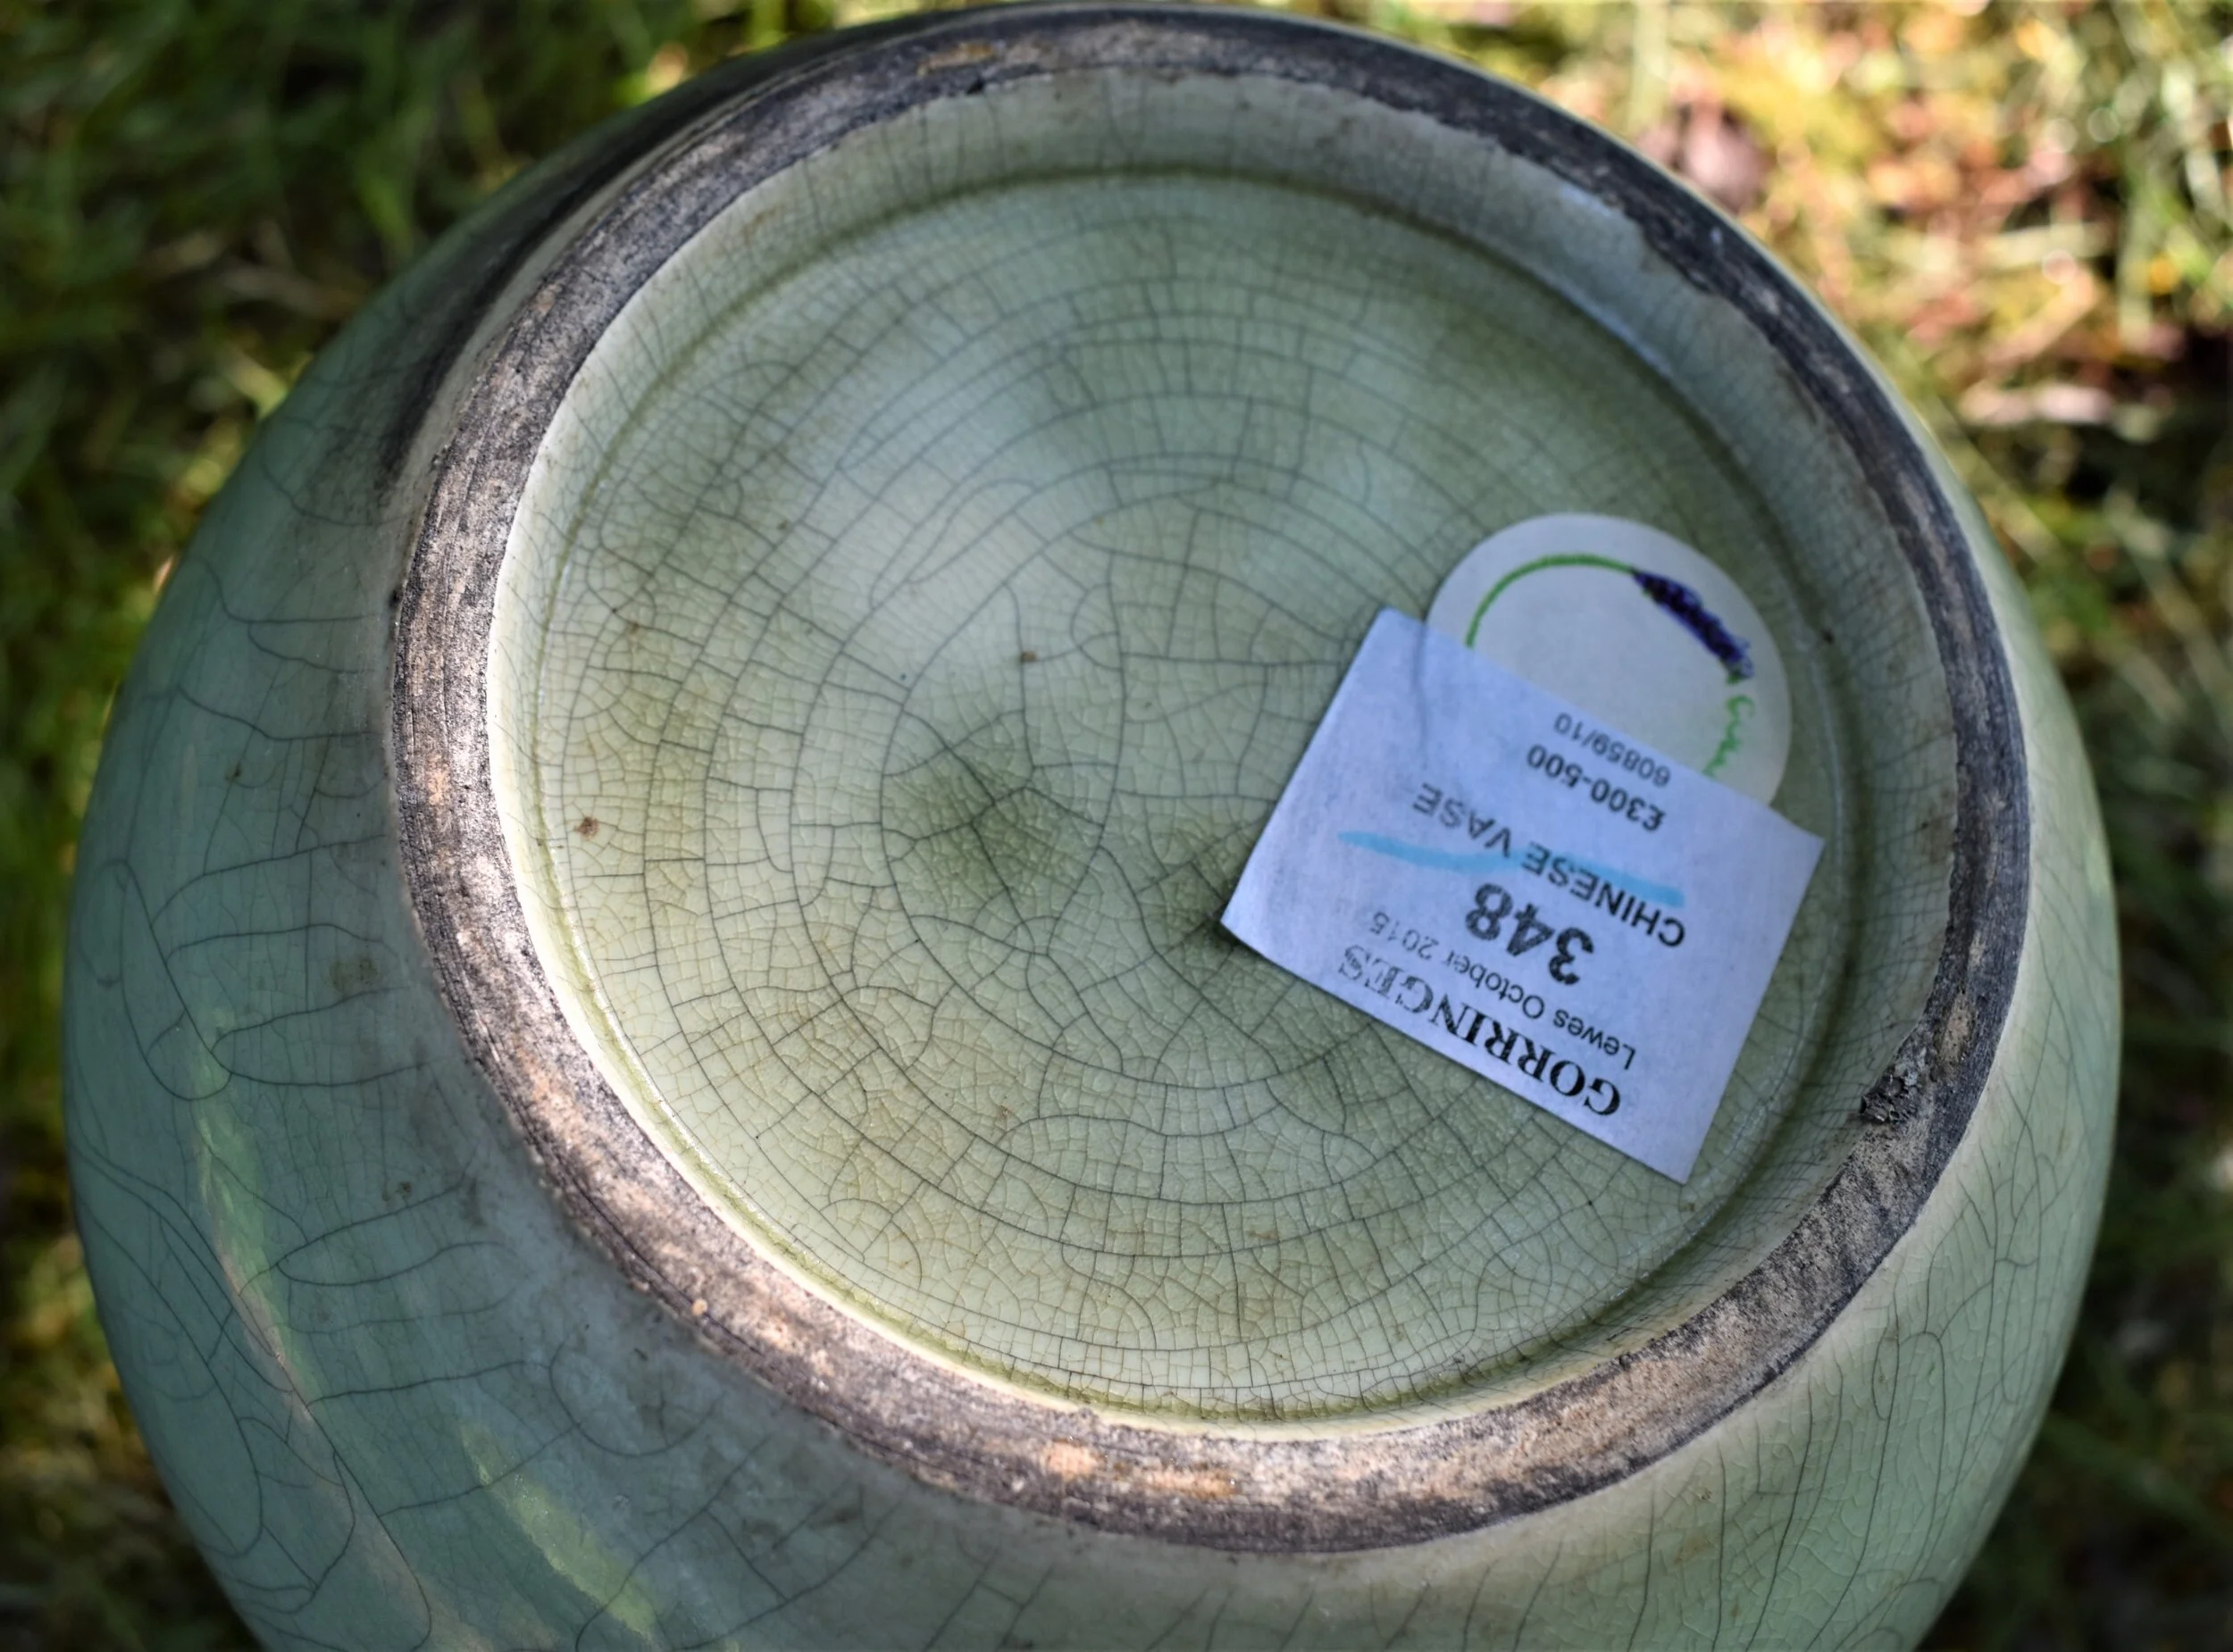 GORRINGES
Lewes October 2015
348
CHINESE VASE
£300-500
60859/10